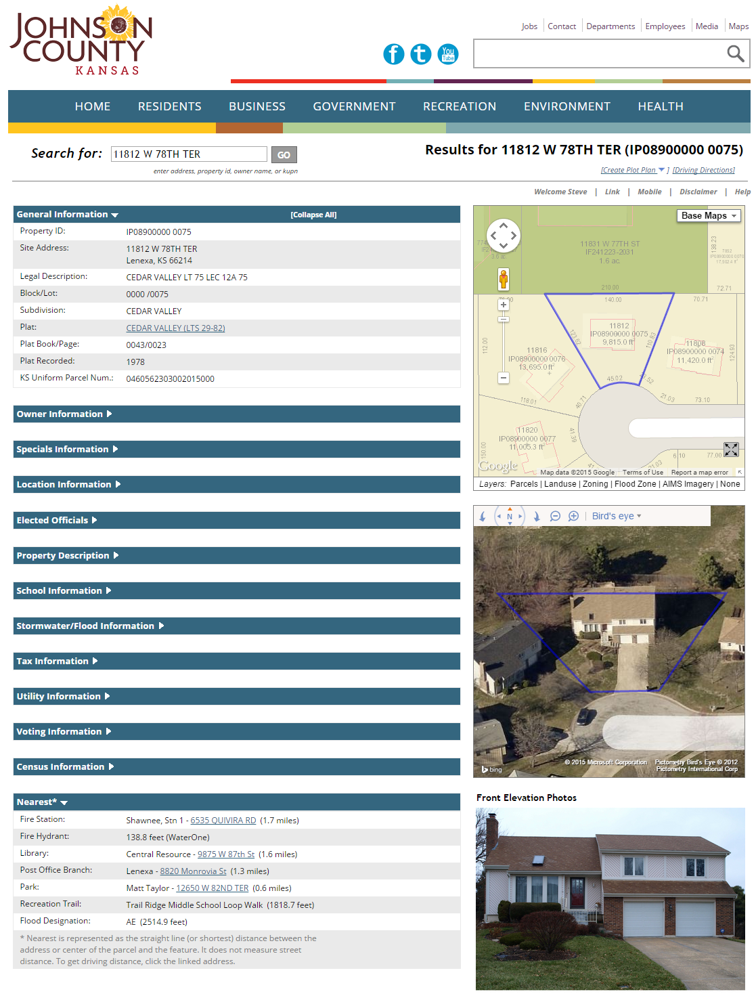 JOHNSON
COUNTY
KANSAS
Jobs | Contact | Departments | Employees | Media | Maps
f t You Tube
HOME RESIDENTS BUSINESS GOVERNMENT RECREATION ENVIRONMENT HEALTH
Search for: 11812 W 78TH TER GO
enter address, property id, owner name, or kupn
Results for 11812 W 78TH TER (IP08900000 0075)
[Create Plot Plan ] [Driving Directions]
Welcome Steve | Link | Mobile | Disclaimer | Help
General Information [Collapse All]
Property ID: IP08900000 0075
Site Address: 11812 W 78TH TER
Lenexa, KS 66214
Legal Description: CEDAR VALLEY LT 75 LEC 12A 75
Block/Lot: 0000 /0075
Subdivision: CEDAR VALLEY
Plat: CEDAR VALLEY (LTS 29-82)
Plat Book/Page: 0043/0023
Plat Recorded: 1978
KS Uniform Parcel Num.: 0460562303002015000
Owner Information
Specials Information
Location Information
Elected Officials
Property Description
School Information
Stormwater/Flood Information
Tax Information
Utility Information
Voting Information
Census Information
Nearest*
Fire Station: Shawnee, Stn 1 - 6535 QUIVIRA RD (1.7 miles)
Fire Hydrant: 138.8 feet (WaterOne)
Library: Central Resource - 9875 W 87th St (1.6 miles)
Post Office Branch: Lenexa - 8820 Monrovia St (1.3 miles)
Park: Matt Taylor - 12650 W 82ND TER (0.6 miles)
Recreation Trail: Trail Ridge Middle School Loop Walk (1818.7 feet)
Flood Designation: AE (2514.9 feet)
* Nearest is represented as the straight line (or shortest) distance between the
address or center of the parcel and the feature. It does not measure street
distance. To get driving distance, click the linked address.
Base Maps
11831 W 77TH ST
IF241223-2031
1.6 ac.
3.6 ac.
138.23
7852
IP08900000 0070
210.00
72.71
140.00
70.71
112.00
123.62
110.83
11812
IP08900000 0075
9,815.0 ft²
11816
IP08900000 0076
13,695.0 ft²
11808
IP08900000 0074
11,420.0 ft²
124.93
45.02
21.03
73.10
118.01
40.71
11820
IP08900000 0077
11,005.3 ft²
41.39
150.00
6.10
77.00
Google
Map data ©2015 Google Terms of Use Report a map error
Layers: Parcels | Landuse | Zoning | Flood Zone | AIMS Imagery | None
N Bird's eye
bing
© 2015 Microsoft Corporation Pictometry Bird's Eye © 2012
Pictometry International Corp
Front Elevation Photos